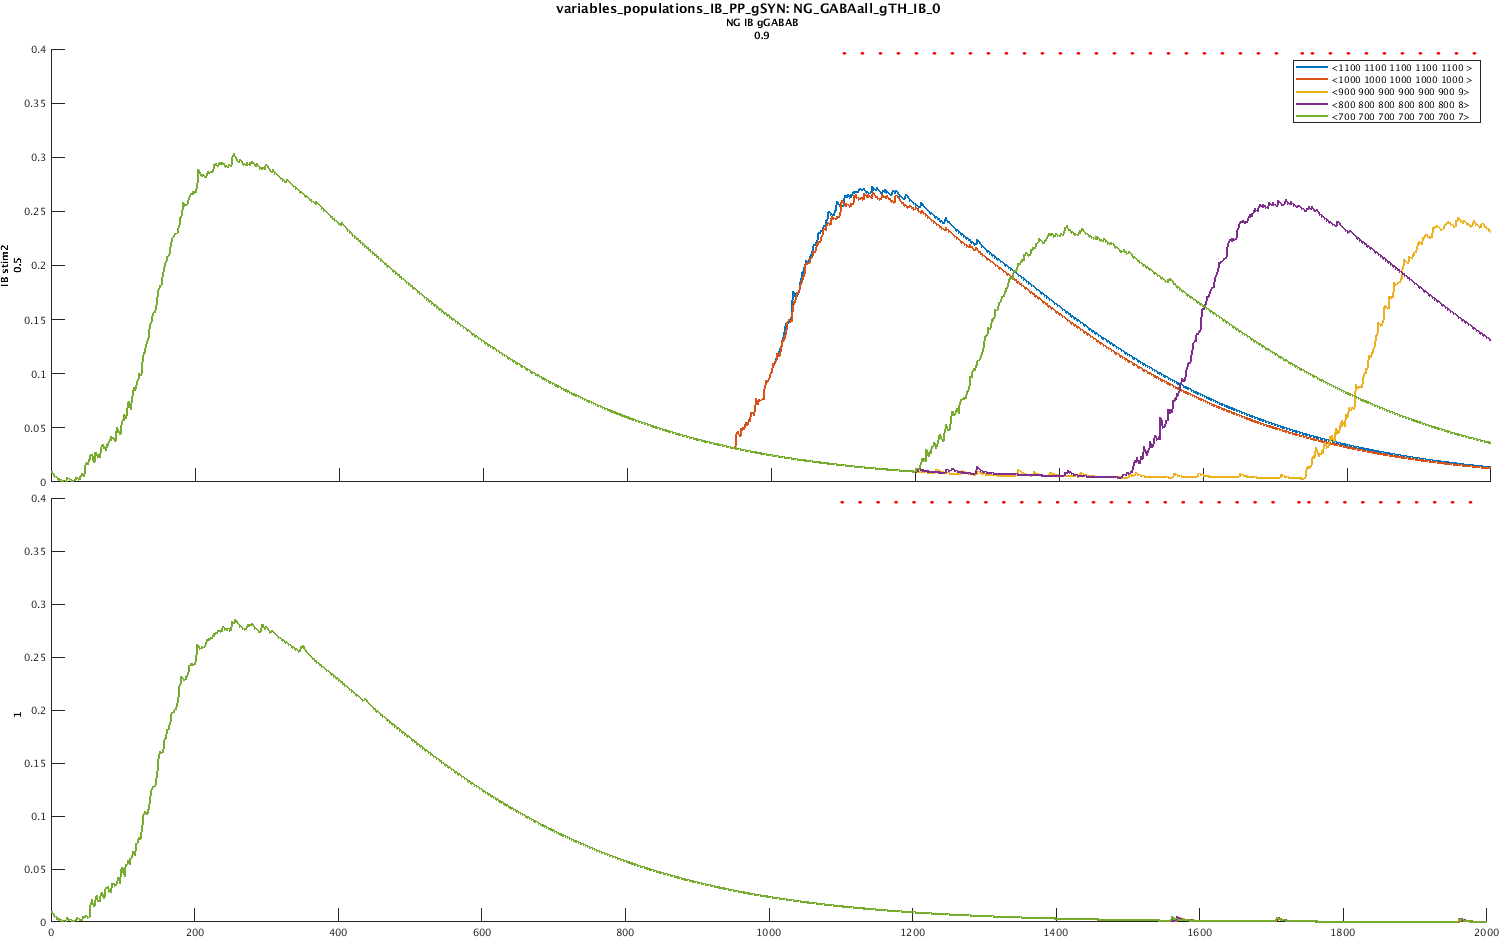 variables_populations_IB_PP_gSYN: NG_GABAall_gTH_IB_0
NG IB gGABAB
0.9
<1100 1100 1100 1100 1100 >
<1000 1000 1000 1000 1000 >
<900 900 900 900 900 900 9>
<800 800 800 800 800 800 8>
<700 700 700 700 700 700 7>
IB stim2
0.5
0.4
0.35
0.3
0.25
0.2
0.15
0.1
0.05
0
1
0.4
0.35
0.3
0.25
0.2
0.15
0.1
0.05
0
0 200 400 600 800 1000 1200 1400 1600 1800 2000